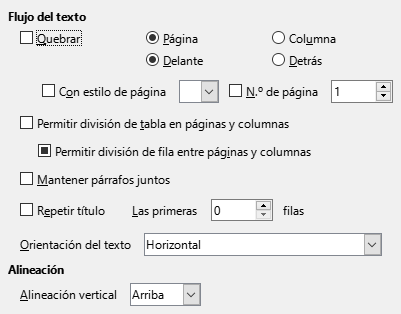 Flujo del texto
Quebrar Página Columna
Delante Detrás
Con estilo de página N.º de página 1
Permitir división de tabla en páginas y columnas
Permitir división de fila entre páginas y columnas
Mantener párrafos juntos
Repetir título Las primeras 0 filas
Orientación del texto Horizontal
Alineación
Alineación vertical Arriba